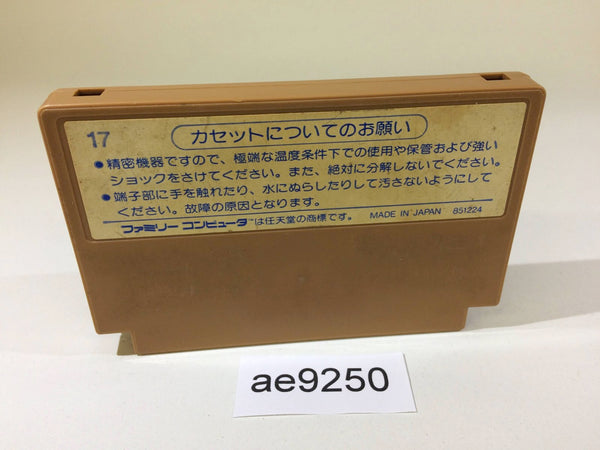 17
カセットについてのお願い
●精密機器ですので、極端な温度条件下での使用や保管および強い
ショックをさけてください。また、絶対に分解しないでください。
●端子部に手を触れたり、水にぬらしたりして汚さないようにして
ください。故障の原因となります。
ファミリー コンピュータ™は任天堂の商標です。 MADE IN JAPAN 851224
ae9250